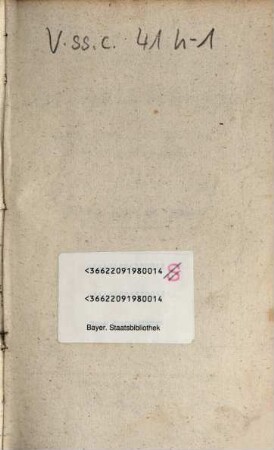 V.ss.c. 41 h-1
<36622091980014 S
<36622091980014
Bayer. Staatsbibliothek